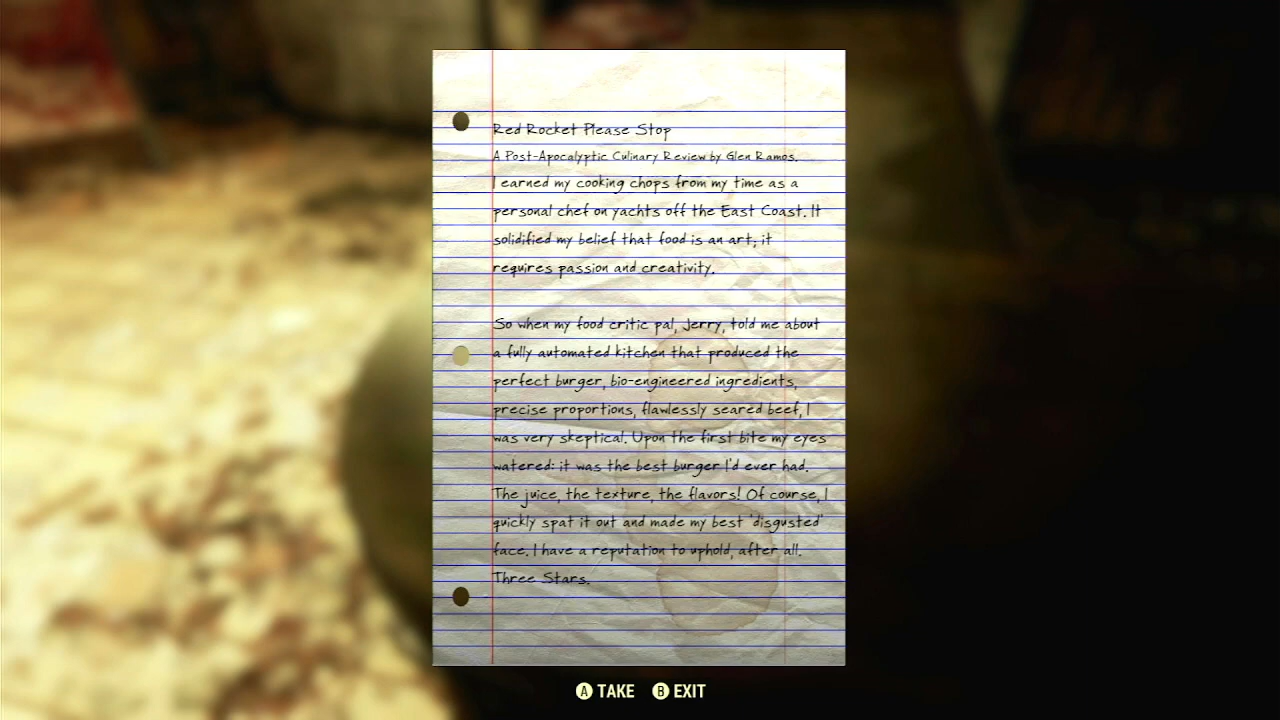 Red Rocket Please Stop
A Post-Apocalyptic Culinary Review by Glen Ramos.
I earned my cooking chops from my time as a
personal chef on yachts off the East Coast. It
solidified my belief that food is an art, it
requires passion and creativity.
So when my food critic pal, Jerry, told me about
a fully automated kitchen that produced the
perfect burger, bio-engineered ingredients,
precise proportions, flawlessly seared beef, I
was very skeptical. Upon the first bite my eyes
watered: it was the best burger I'd ever had.
The juice, the texture, the flavors! Of course, I
quickly spat it out and made my best 'disgusted'
face. I have a reputation to uphold, after all.
Three Stars.
A TAKE B EXIT